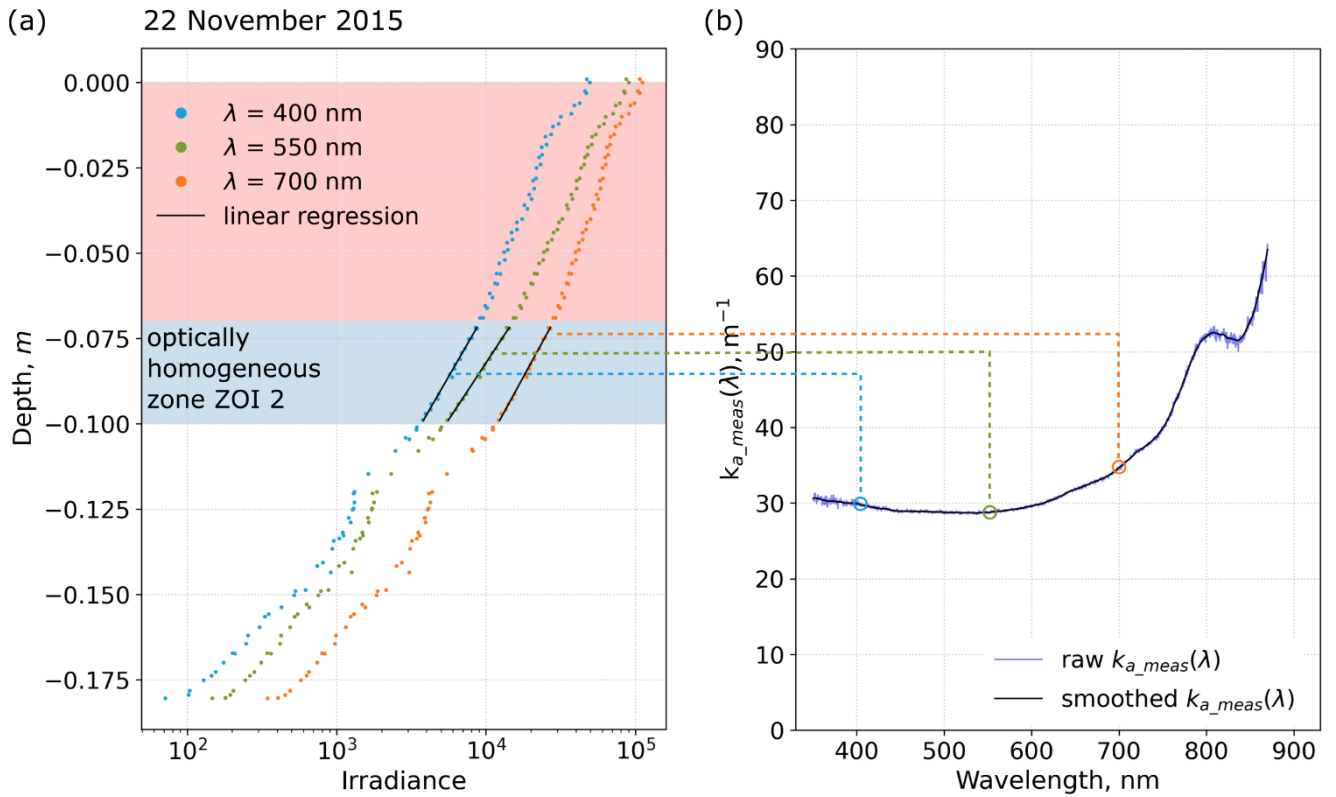 (a) 22 November 2015
0.000
−0.025
−0.050
−0.075
−0.100
−0.125
−0.150
−0.175
Depth, m
λ = 400 nm
λ = 550 nm
λ = 700 nm
linear regression
optically
homogeneous
zone ZOI 2
10² 10³ 10⁴ 10⁵
Irradiance
(b)
90
80
70
60
50
40
30
20
10
0
k_a_meas(λ), m⁻¹
raw k_a_meas(λ)
smoothed k_a_meas(λ)
400 500 600 700 800 900
Wavelength, nm